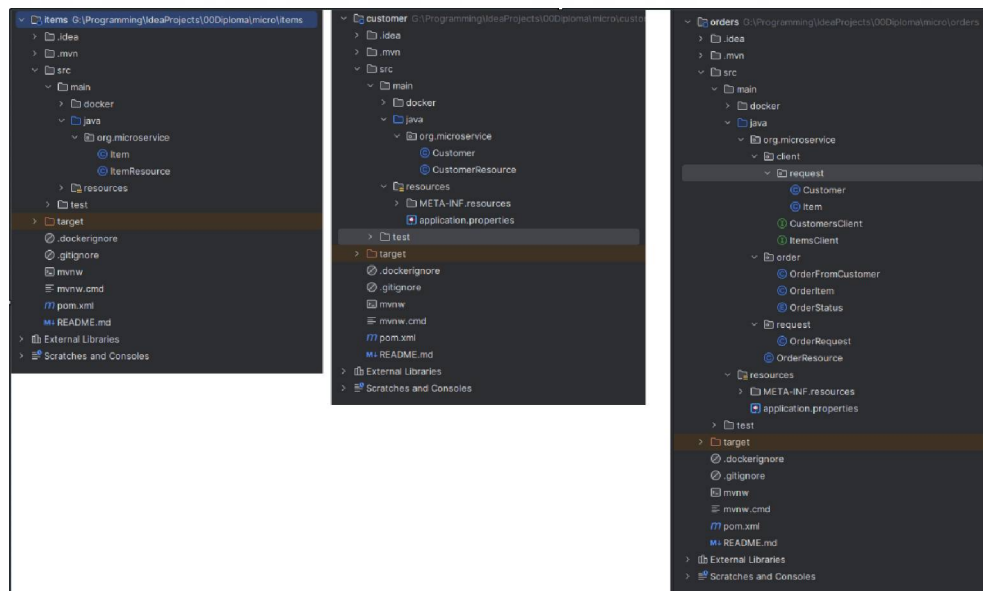 items G:\Programming\IdeaProjects\00Diploma\micro\items
.idea
.mvn
src
main
docker
java
org.microservice
Item
ItemResource
resources
test
target
.dockerignore
.gitignore
mvnw
mvnw.cmd
pom.xml
README.md
External Libraries
Scratches and Consoles
customer G:\Programming\IdeaProjects\00Diploma\micro\custo
.idea
.mvn
src
main
docker
java
org.microservice
Customer
CustomerResource
resources
META-INF.resources
application.properties
test
target
.dockerignore
.gitignore
mvnw
mvnw.cmd
pom.xml
README.md
External Libraries
Scratches and Consoles
orders G:\Programming\IdeaProjects\00Diploma\micro\orders
.idea
.mvn
src
main
docker
java
org.microservice
client
request
Customer
Item
CustomersClient
ItemsClient
order
OrderFromCustomer
OrderItem
OrderStatus
request
OrderRequest
OrderResource
resources
META-INF.resources
application.properties
test
target
.dockerignore
.gitignore
mvnw
mvnw.cmd
pom.xml
README.md
External Libraries
Scratches and Consoles